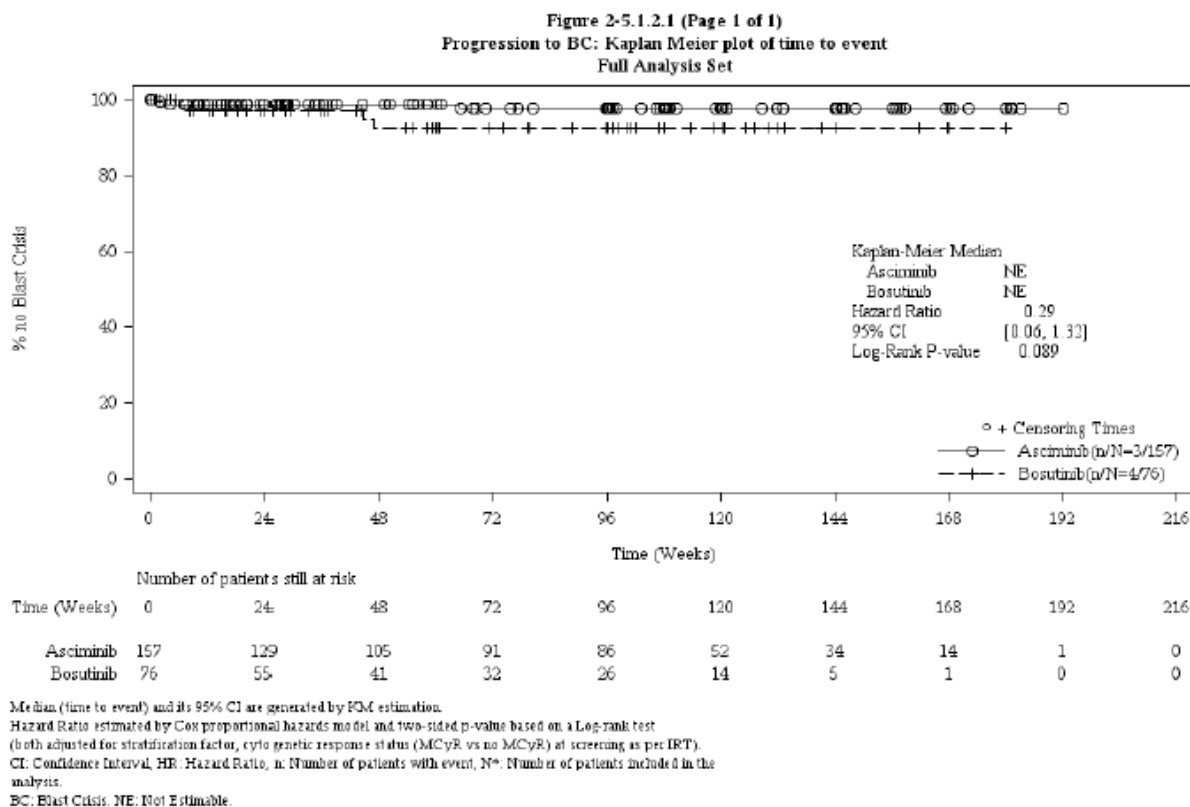 Figure 2-5.1.2.1 (Page 1 of 1)
Progression to BC: Kaplan Meier plot of time to event
Full Analysis Set
% no Blast Crisis
100
80
60
40
20
0
Kaplan-Meier Median
Asciminib NE
Bosutinib NE
Hazard Ratio 0.29
95% CI [0.06, 1.32]
Log-Rank P-value 0.089
Censoring Times
Asciminib(n/N=3/157)
Bosutinib(n/N=4/76)
0 24 48 72 96 120 144 168 192 216
Time (Weeks)
Number of patients still at risk
Time (Weeks) 0 24 48 72 96 120 144 168 192 216
Asciminib 157 129 105 91 86 52 34 14 1 0
Bosutinib 76 55 41 32 26 14 5 1 0 0
Median (time to event) and its 95% CI are generated by KM estimation.
Hazard Ratio estimated by Cox proportional hazards model and two-sided p-value based on a Log-rank test
(both adjusted for stratification factor, cyto genetic response status (MCyR vs no MCyR) at screening as per IRT).
CI: Confidence Interval, HR: Hazard Ratio, n: Number of patients with event, N*: Number of patients included in the
analysis.
BC: Blast Crisis. NE: Not Estimable.